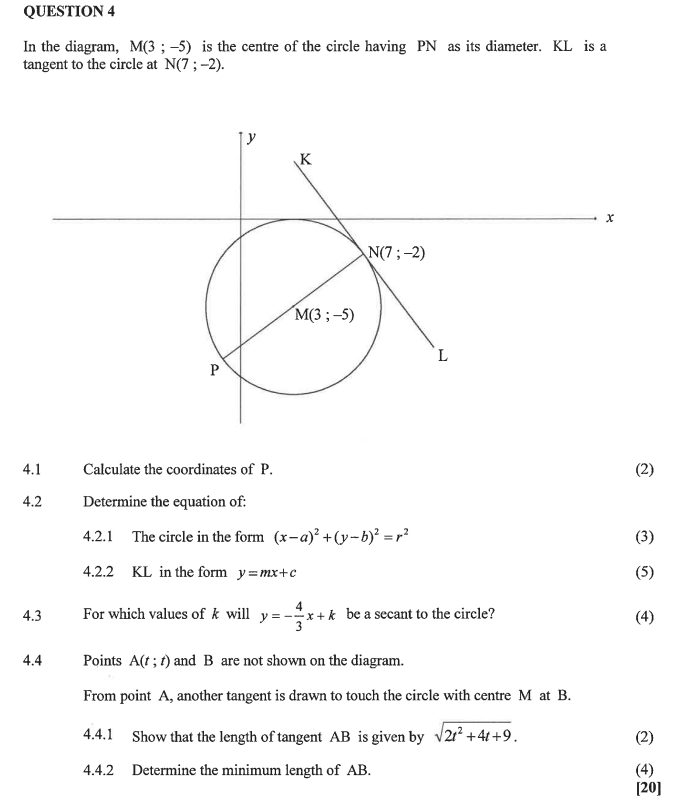 QUESTION 4
In the diagram, M(3 ; –5) is the centre of the circle having PN as its diameter. KL is a
tangent to the circle at N(7 ; –2).
y
K
x
N(7 ; –2)
M(3 ; –5)
L
P
4.1 Calculate the coordinates of P. (2)
4.2 Determine the equation of:
4.2.1 The circle in the form (x – a)² + (y – b)² = r² (3)
4.2.2 KL in the form y = mx + c (5)
4.3 For which values of k will y = –4/3 x + k be a secant to the circle? (4)
4.4 Points A(t ; t) and B are not shown on the diagram.
From point A, another tangent is drawn to touch the circle with centre M at B.
4.4.1 Show that the length of tangent AB is given by √(2t² + 4t + 9). (2)
4.4.2 Determine the minimum length of AB. (4)
[20]